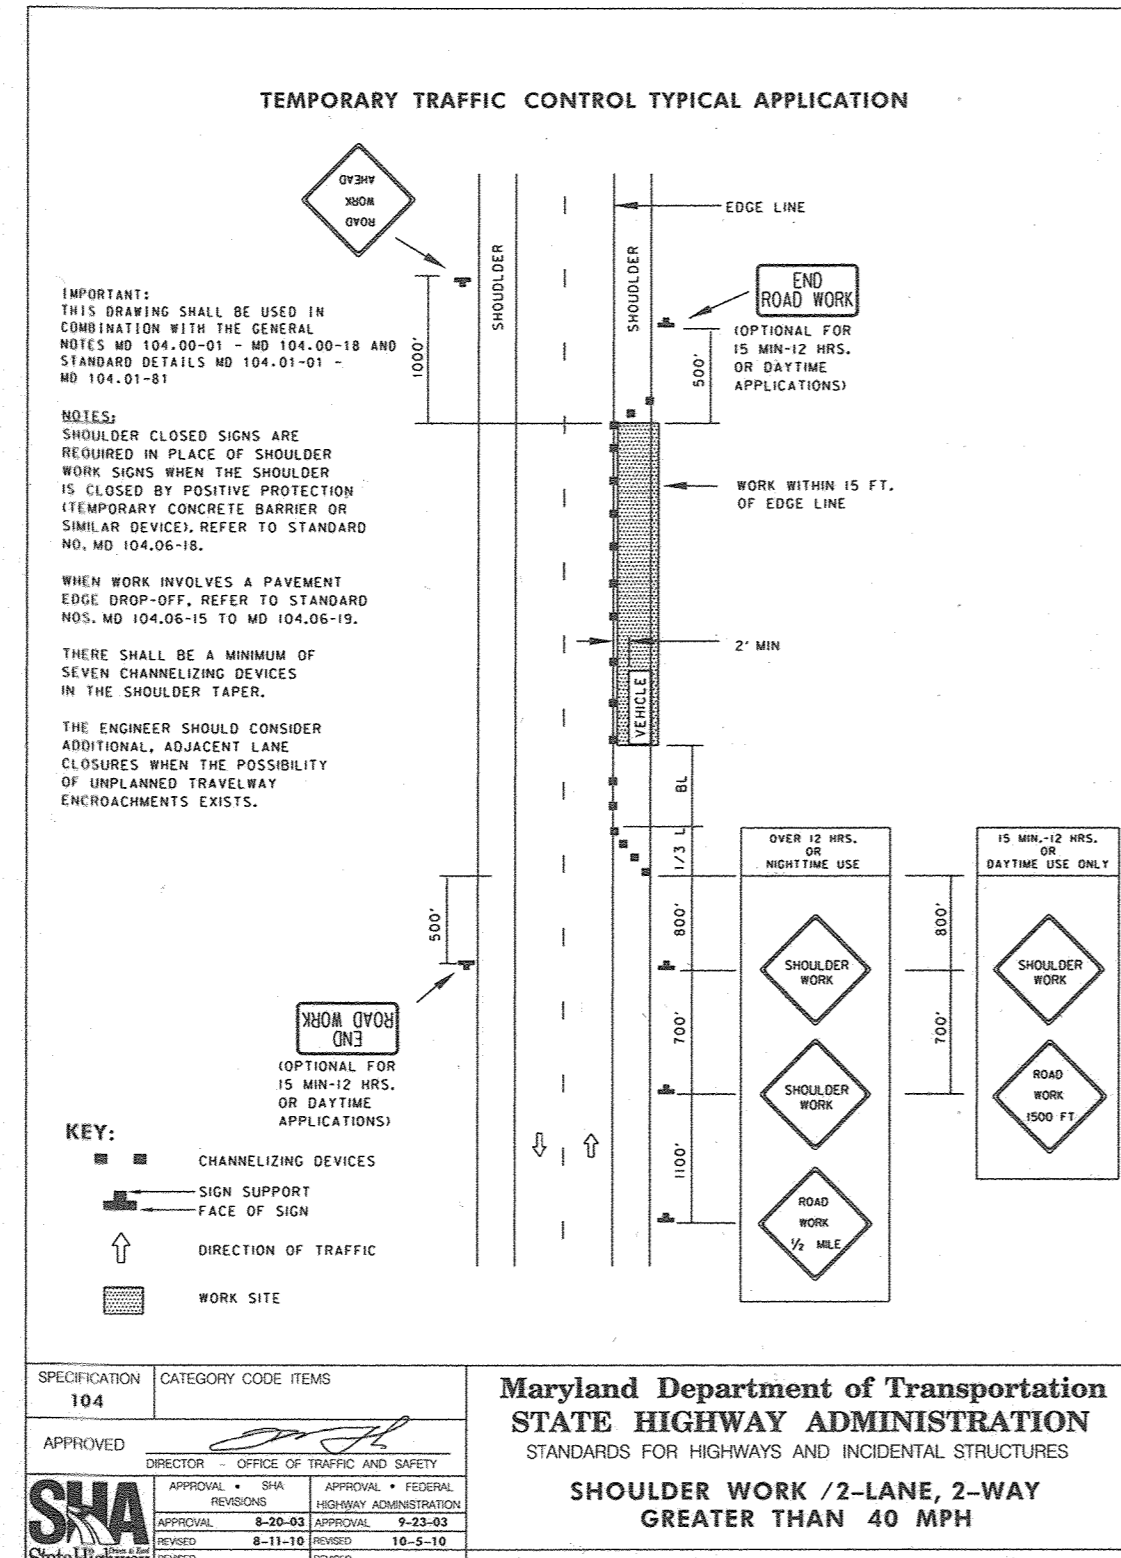 TEMPORARY TRAFFIC CONTROL TYPICAL APPLICATION
ROAD
WORK
AHEAD
SHOUDLDER
SHOUDLDER
EDGE LINE
END
ROAD WORK
(OPTIONAL FOR
15 MIN-12 HRS.
OR DAYTIME
APPLICATIONS)
1000'
500'
IMPORTANT:
THIS DRAWING SHALL BE USED IN
COMBINATION WITH THE GENERAL
NOTES MD 104.00-01 - MD 104.00-18 AND
STANDARD DETAILS MD 104.01-01 -
MD 104.01-81
NOTES:
SHOULDER CLOSED SIGNS ARE
REQUIRED IN PLACE OF SHOULDER
WORK SIGNS WHEN THE SHOULDER
IS CLOSED BY POSITIVE PROTECTION
(TEMPORARY CONCRETE BARRIER OR
SIMILAR DEVICE). REFER TO STANDARD
NO. MD 104.06-18.
WHEN WORK INVOLVES A PAVEMENT
EDGE DROP-OFF, REFER TO STANDARD
NOS. MD 104.06-15 TO MD 104.06-19.
THERE SHALL BE A MINIMUM OF
SEVEN CHANNELIZING DEVICES
IN THE SHOULDER TAPER.
THE ENGINEER SHOULD CONSIDER
ADDITIONAL, ADJACENT LANE
CLOSURES WHEN THE POSSIBILITY
OF UNPLANNED TRAVELWAY
ENCROACHMENTS EXISTS.
WORK WITHIN 15 FT.
OF EDGE LINE
2' MIN
VEHICLE
BL
1/3 L
800'
700'
1100'
500'
END
ROAD WORK
(OPTIONAL FOR
15 MIN-12 HRS.
OR DAYTIME
APPLICATIONS)
OVER 12 HRS.
OR
NIGHTTIME USE
SHOULDER
WORK
SHOULDER
WORK
ROAD
WORK
½ MILE
800'
700'
15 MIN.-12 HRS.
OR
DAYTIME USE ONLY
SHOULDER
WORK
ROAD
WORK
1500 FT
KEY:
CHANNELIZING DEVICES
SIGN SUPPORT
FACE OF SIGN
DIRECTION OF TRAFFIC
WORK SITE
SPECIFICATION
104
CATEGORY CODE ITEMS
APPROVED
DIRECTOR - OFFICE OF TRAFFIC AND SAFETY
SHA
State Highway
APPROVAL • SHA
REVISIONS
APPROVAL • FEDERAL
HIGHWAY ADMINISTRATION
APPROVAL 8-20-03
APPROVAL 9-23-03
REVISED 8-11-10
REVISED 10-5-10
REVISED
REVISED
Maryland Department of Transportation
STATE HIGHWAY ADMINISTRATION
STANDARDS FOR HIGHWAYS AND INCIDENTAL STRUCTURES
SHOULDER WORK /2-LANE, 2-WAY
GREATER THAN 40 MPH